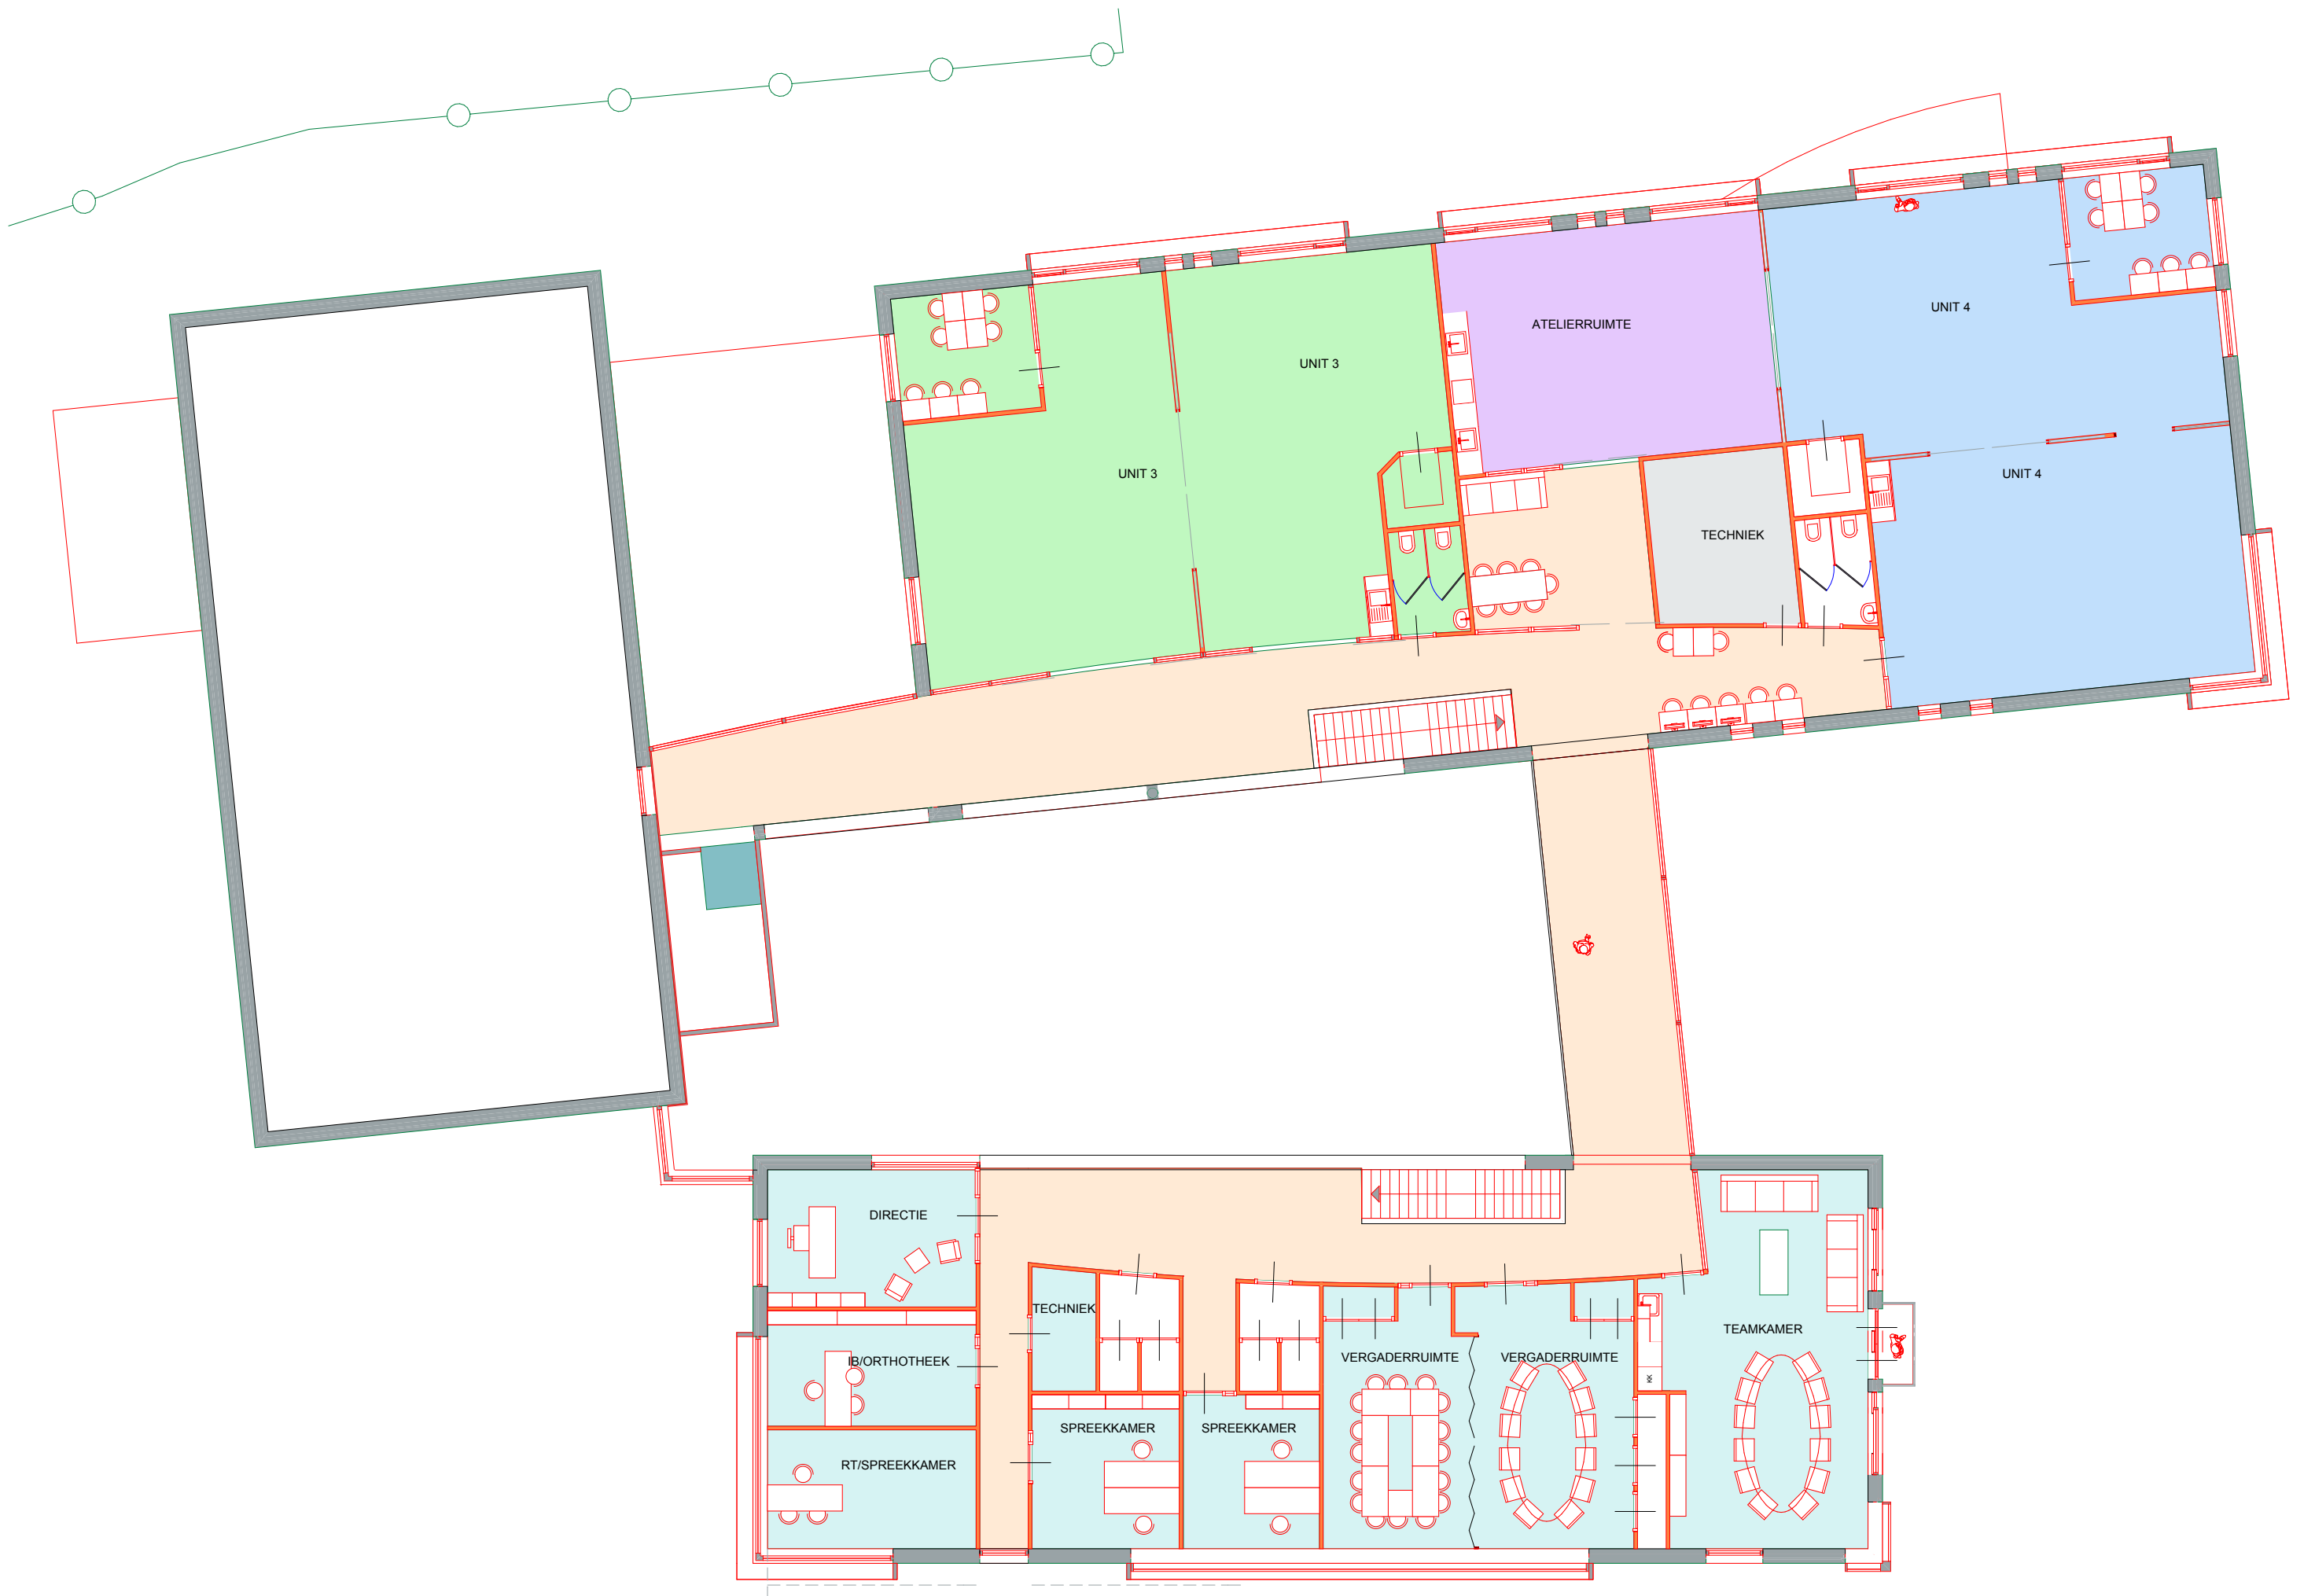 UNIT 4
ATELIERRUIMTE
UNIT 3
UNIT 3
UNIT 4
TECHNIEK
DIRECTIE
TECHNIEK
TEAMKAMER
IB/ORTHOTHEEK
VERGADERRUIMTE
VERGADERRUIMTE
KK
SPREEKKAMER
SPREEKKAMER
RT/SPREEKKAMER